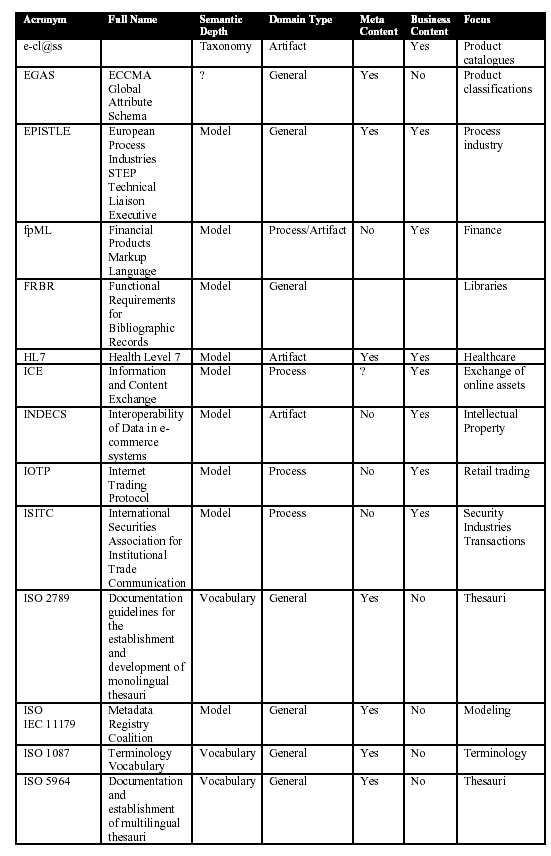 Acronym
Full Name
Semantic
Depth
Domain Type
Meta
Content
Business
Content
Focus
e-cl@ss
Taxonomy
Artifact
Yes
Product
catalogues
EGAS
ECCMA
Global
Attribute
Schema
?
General
Yes
No
Product
classifications
EPISTLE
European
Process
Industries
STEP
Technical
Liaison
Executive
Model
General
Yes
Yes
Process
industry
fpML
Financial
Products
Markup
Language
Model
Process/Artifact
No
Yes
Finance
FRBR
Functional
Requirements
for
Bibliographic
Records
Model
General
Libraries
HL7
Health Level 7
Model
Artifact
Yes
Yes
Healthcare
ICE
Information
and Content
Exchange
Model
Process
?
Yes
Exchange of
online assets
INDECS
Interoperability
of Data in e-
commerce
systems
Model
Artifact
No
Yes
Intellectual
Property
IOTP
Internet
Trading
Protocol
Model
Process
No
Yes
Retail trading
ISITC
International
Securities
Association for
Institutional
Trade
Communication
Model
Process
No
Yes
Security
Industries
Transactions
ISO 2789
Documentation
guidelines for
the
establishment
and
development of
monolingual
thesauri
Vocabulary
General
Yes
No
Thesauri
ISO
IEC 11179
Metadata
Registry
Coalition
Model
General
Yes
No
Modeling
ISO 1087
Terminology
Vocabulary
Vocabulary
General
Yes
No
Terminology
ISO 5964
Documentation
and
establishment
of multilingual
thesauri
Vocabulary
General
Yes
No
Thesauri